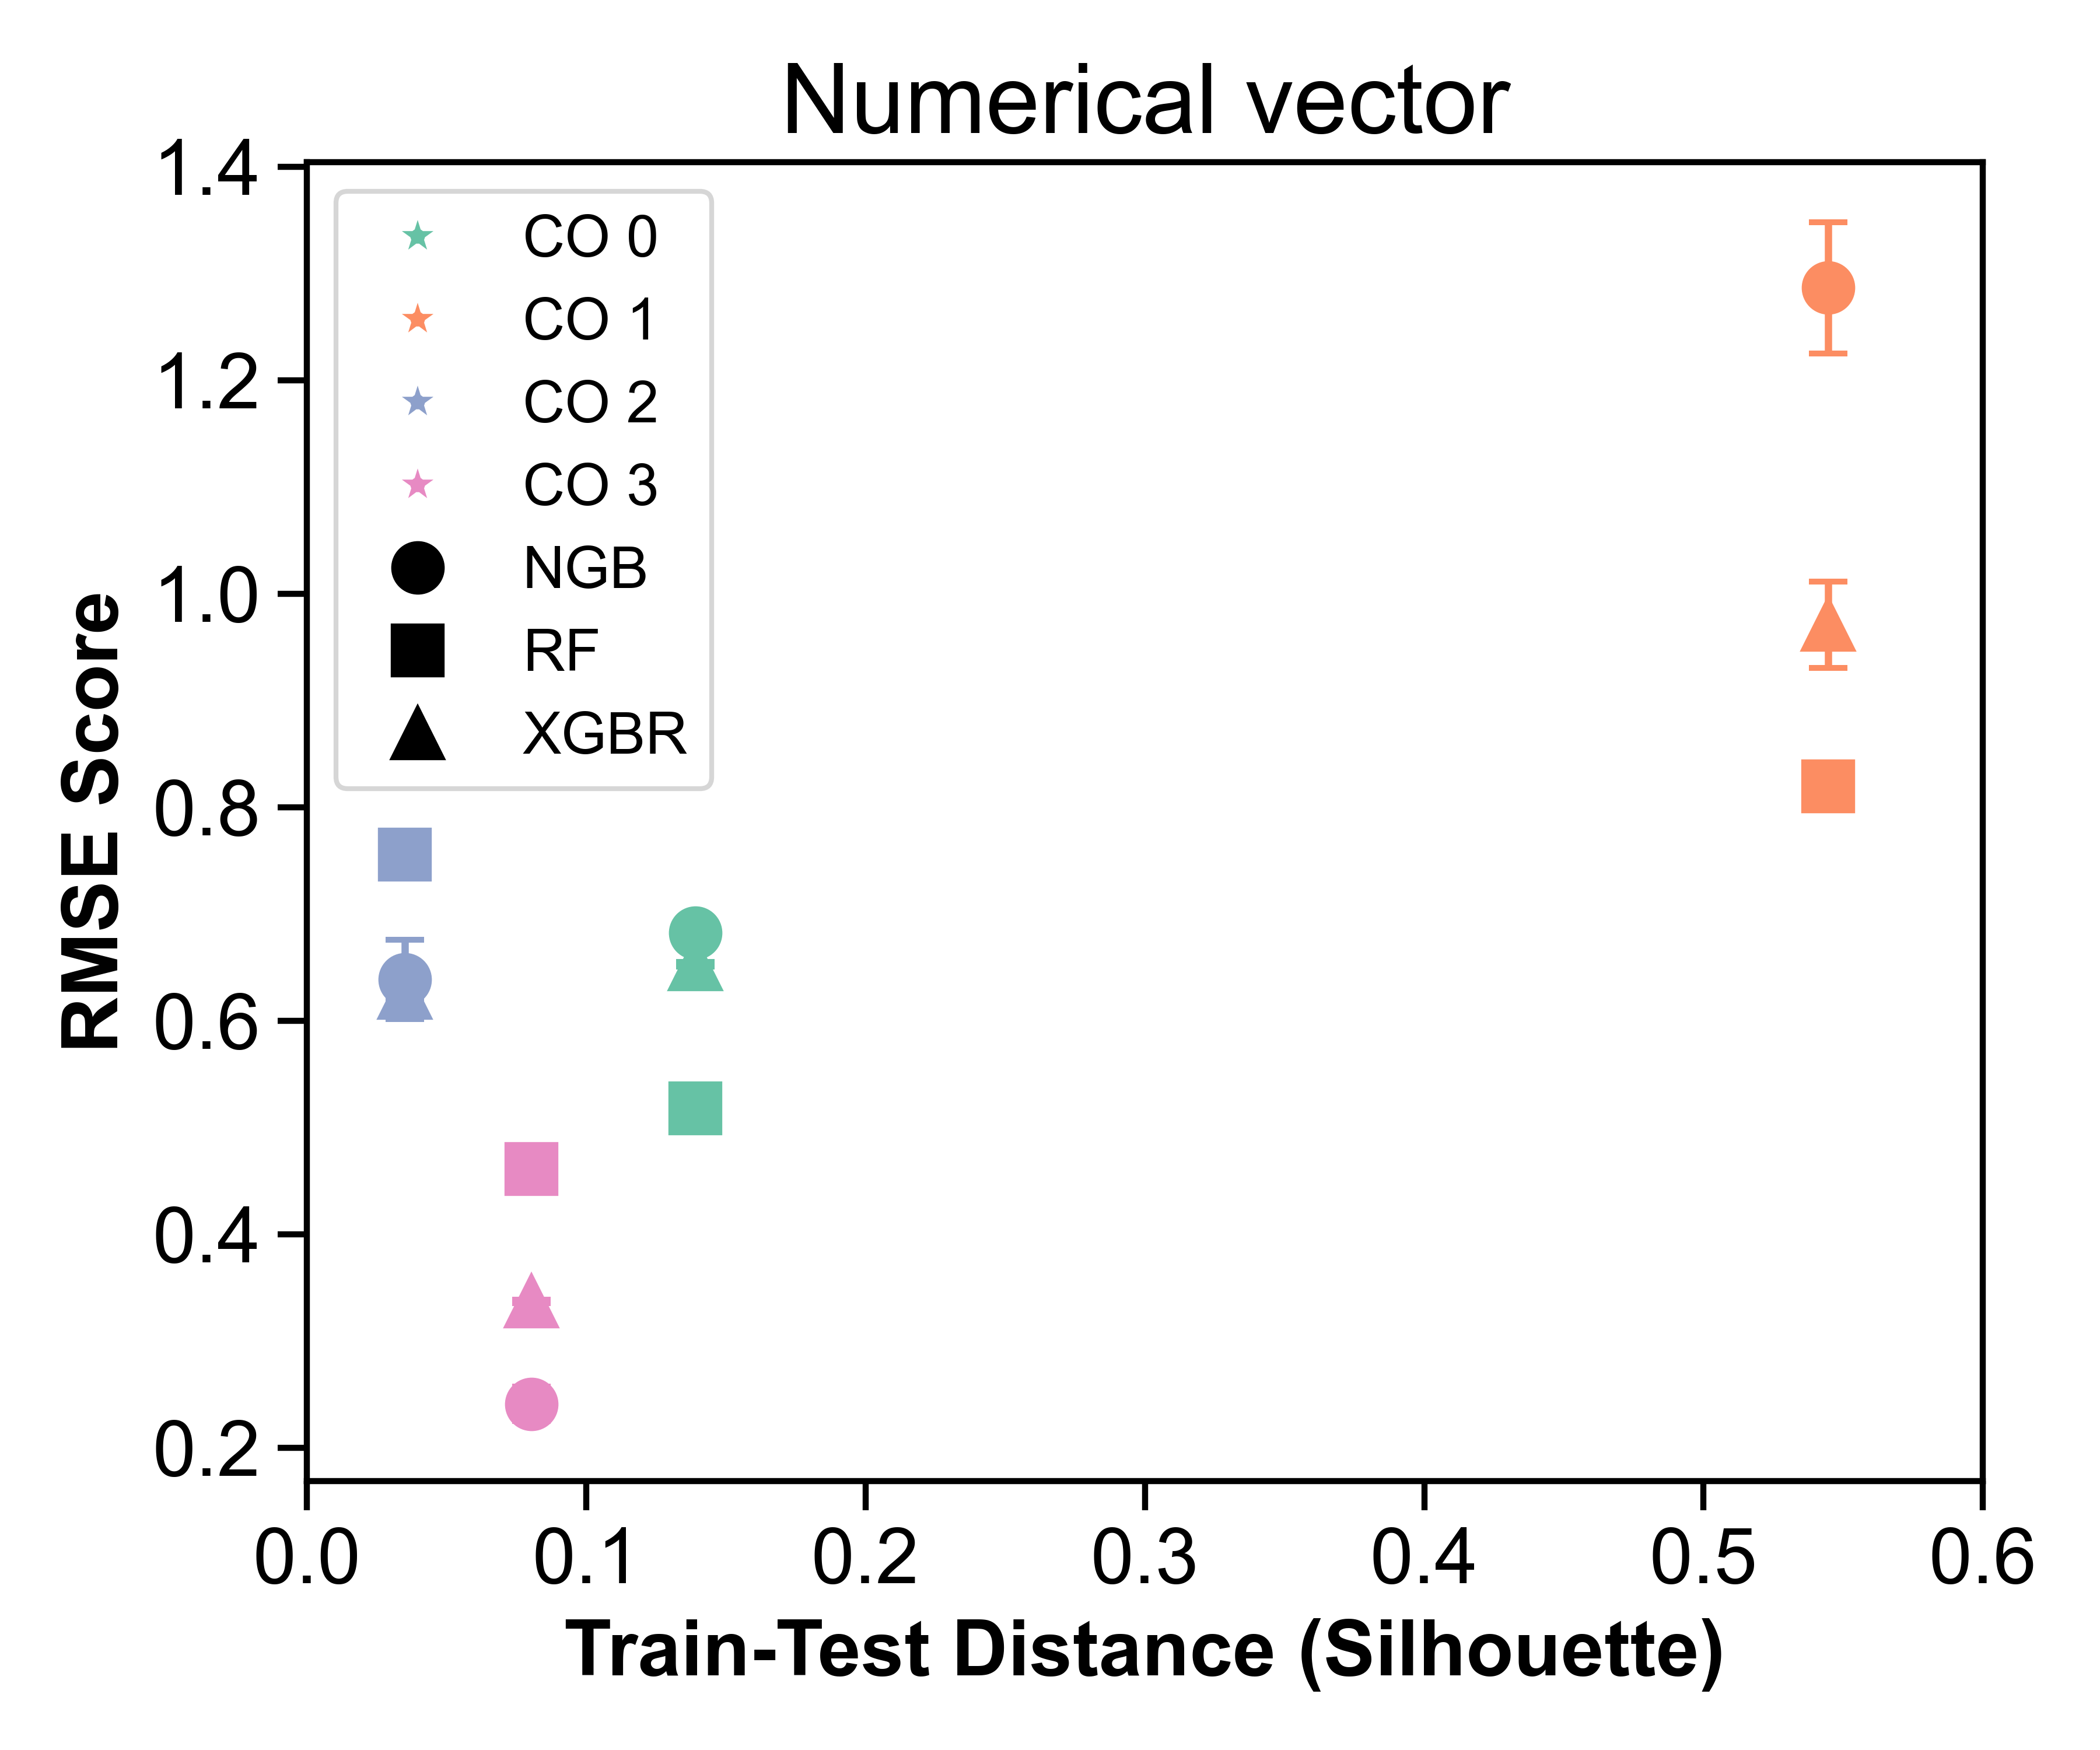 Numerical vector
1.4
1.2
1.0
0.8
0.6
0.4
0.2
RMSE Score
CO 0
CO 1
CO 2
CO 3
NGB
RF
XGBR
0.0 0.1 0.2 0.3 0.4 0.5 0.6
Train-Test Distance (Silhouette)